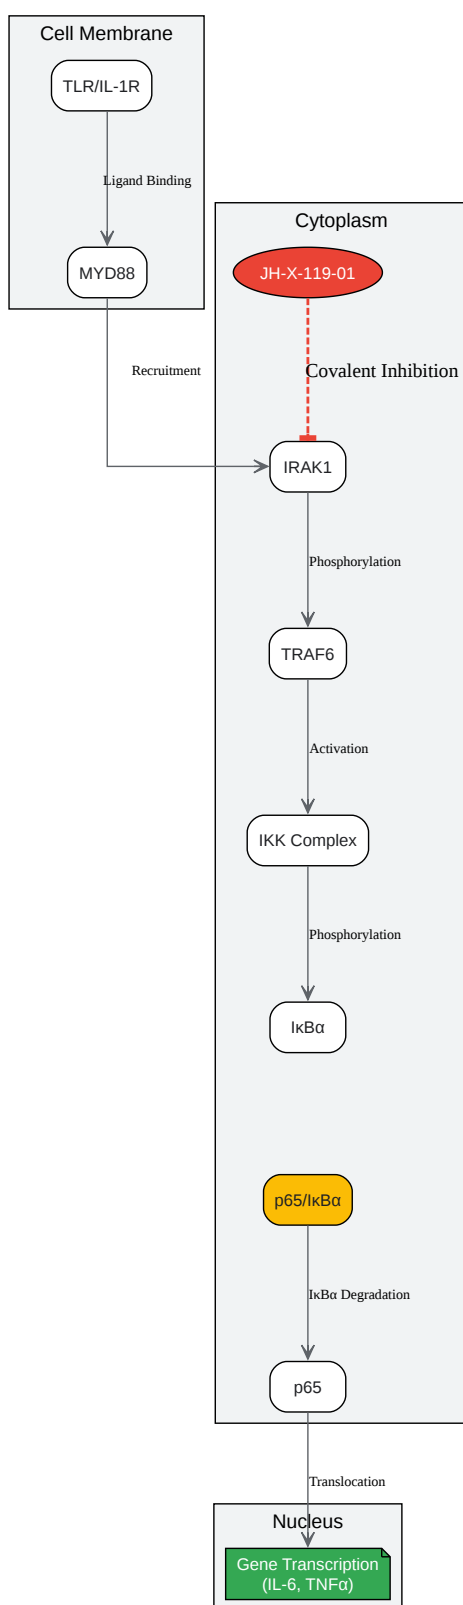 Cell Membrane
TLR/IL-1R
Ligand Binding
MYD88
Recruitment
Cytoplasm
JH-X-119-01
Covalent Inhibition
IRAK1
Phosphorylation
TRAF6
Activation
IKK Complex
Phosphorylation
IκBα
p65/IκBα
IκBα Degradation
p65
Translocation
Nucleus
Gene Transcription
(IL-6, TNFα)